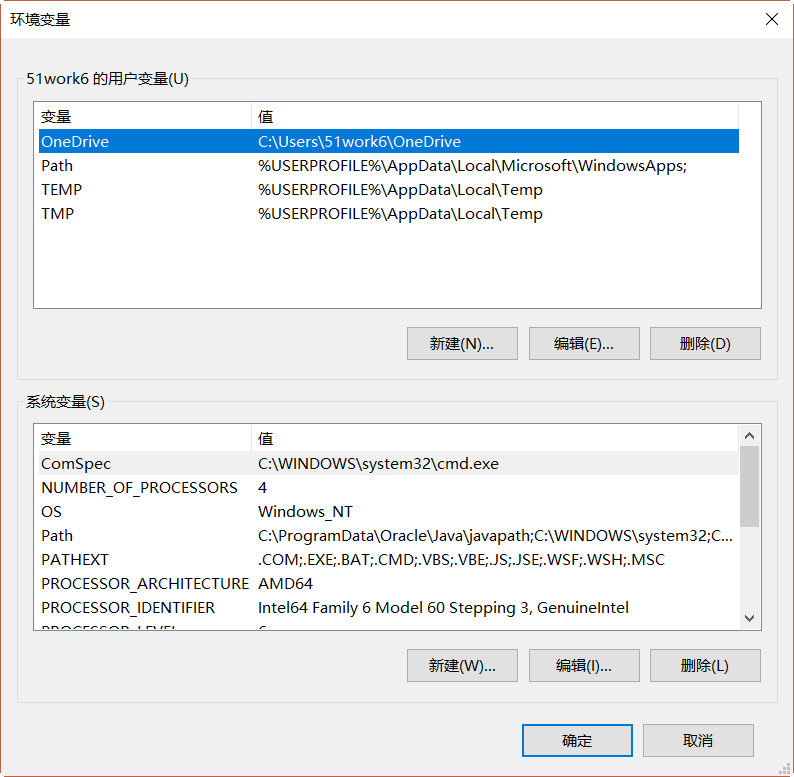 环境变量
51work6 的用户变量(U)
变量 值
OneDrive C:\Users\51work6\OneDrive
Path %USERPROFILE%\AppData\Local\Microsoft\WindowsApps;
TEMP %USERPROFILE%\AppData\Local\Temp
TMP %USERPROFILE%\AppData\Local\Temp
新建(N)... 编辑(E)... 删除(D)
系统变量(S)
变量 值
ComSpec C:\WINDOWS\system32\cmd.exe
NUMBER_OF_PROCESSORS 4
OS Windows_NT
Path C:\ProgramData\Oracle\Java\javapath;C:\WINDOWS\system32;C...
PATHEXT .COM;.EXE;.BAT;.CMD;.VBS;.VBE;.JS;.JSE;.WSF;.WSH;.MSC
PROCESSOR_ARCHITECTURE AMD64
PROCESSOR_IDENTIFIER Intel64 Family 6 Model 60 Stepping 3, GenuineIntel
新建(W)... 编辑(I)... 删除(L)
确定 取消